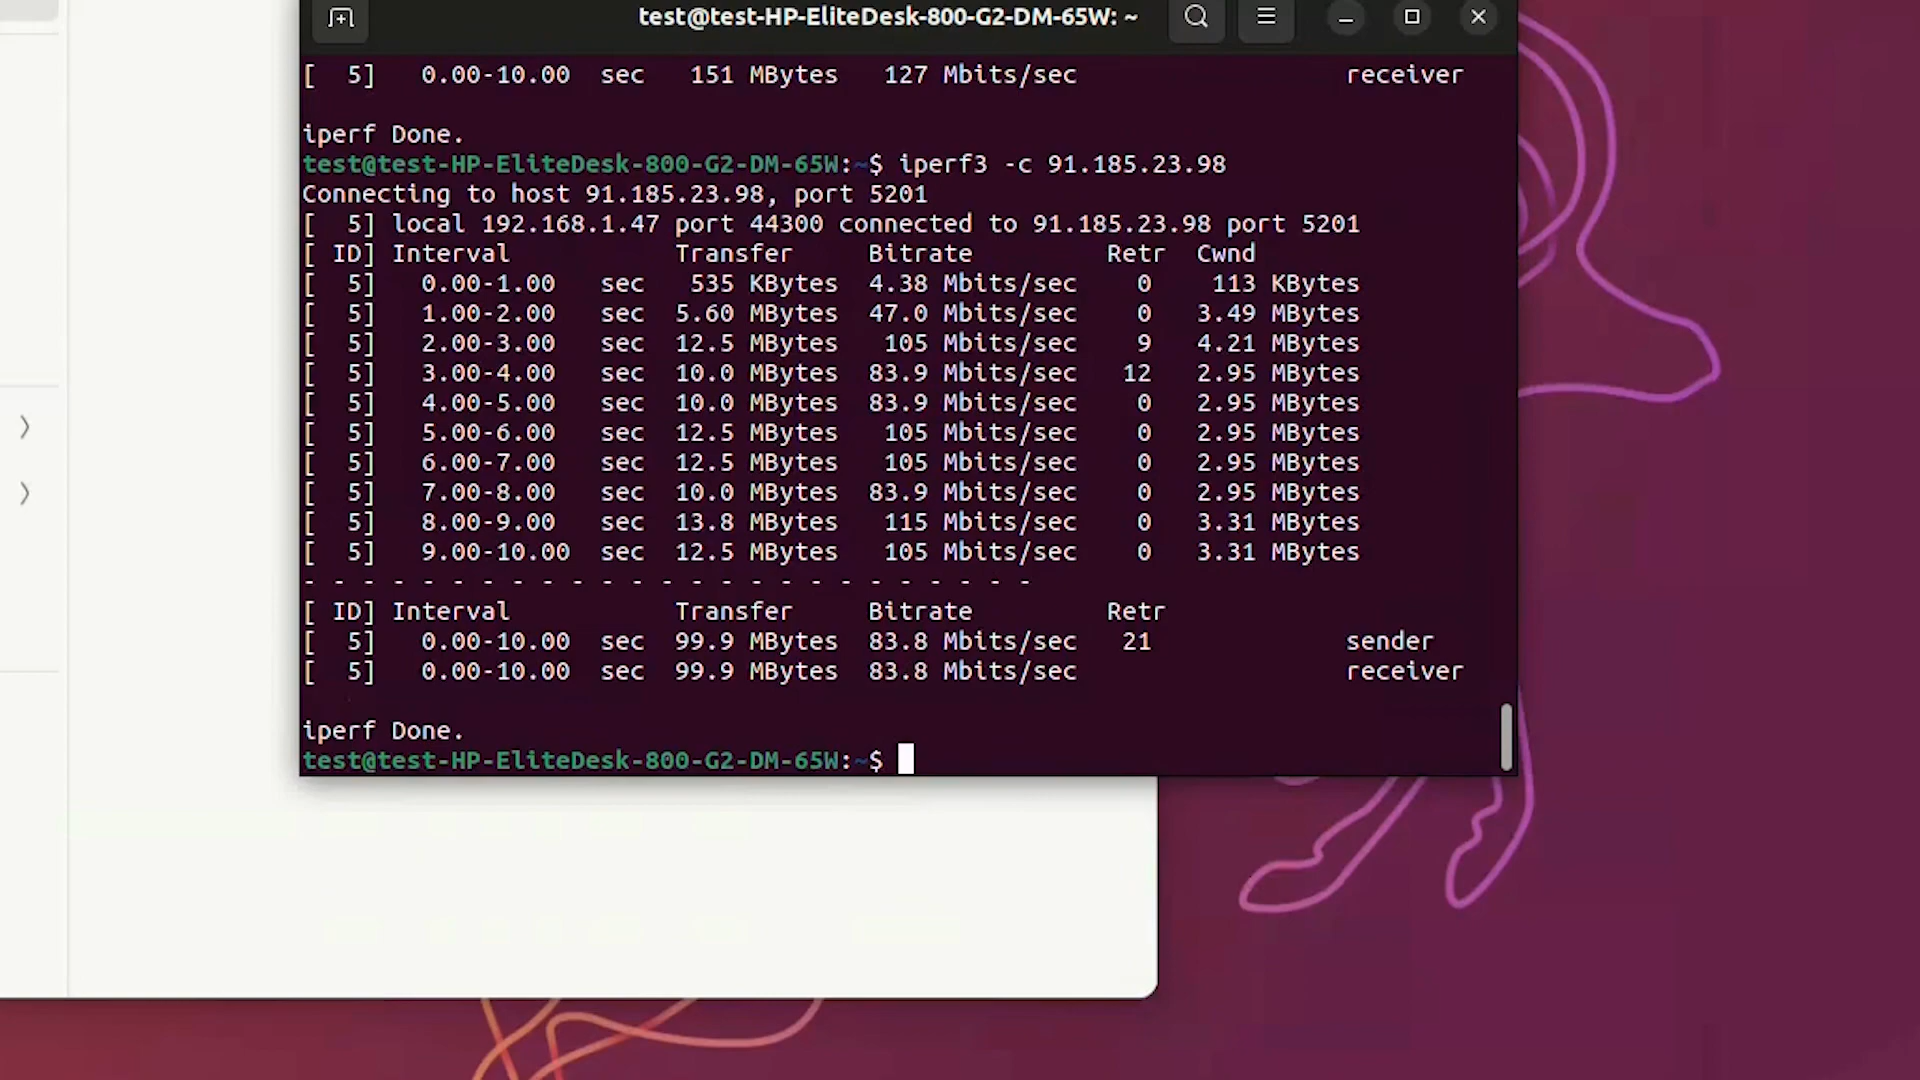 test@test-HP-EliteDesk-800-G2-DM-65W: ~
[  5]   0.00-10.00  sec   151 MBytes   127 Mbits/sec                  receiver
iperf Done.
test@test-HP-EliteDesk-800-G2-DM-65W:~$ iperf3 -c 91.185.23.98
Connecting to host 91.185.23.98, port 5201
[  5] local 192.168.1.47 port 44300 connected to 91.185.23.98 port 5201
[ ID] Interval           Transfer     Bitrate         Retr  Cwnd
[  5]   0.00-1.00   sec   535 KBytes  4.38 Mbits/sec    0    113 KBytes
[  5]   1.00-2.00   sec  5.60 MBytes  47.0 Mbits/sec    0   3.49 MBytes
[  5]   2.00-3.00   sec  12.5 MBytes   105 Mbits/sec    9   4.21 MBytes
[  5]   3.00-4.00   sec  10.0 MBytes  83.9 Mbits/sec   12   2.95 MBytes
[  5]   4.00-5.00   sec  10.0 MBytes  83.9 Mbits/sec    0   2.95 MBytes
[  5]   5.00-6.00   sec  12.5 MBytes   105 Mbits/sec    0   2.95 MBytes
[  5]   6.00-7.00   sec  12.5 MBytes   105 Mbits/sec    0   2.95 MBytes
[  5]   7.00-8.00   sec  10.0 MBytes  83.9 Mbits/sec    0   2.95 MBytes
[  5]   8.00-9.00   sec  13.8 MBytes   115 Mbits/sec    0   3.31 MBytes
[  5]   9.00-10.00  sec  12.5 MBytes   105 Mbits/sec    0   3.31 MBytes
- - - - - - - - - - - - - - - - - - - - - - - - -
[ ID] Interval           Transfer     Bitrate         Retr
[  5]   0.00-10.00  sec  99.9 MBytes  83.8 Mbits/sec   21             sender
[  5]   0.00-10.00  sec  99.9 MBytes  83.8 Mbits/sec                  receiver
iperf Done.
test@test-HP-EliteDesk-800-G2-DM-65W:~$